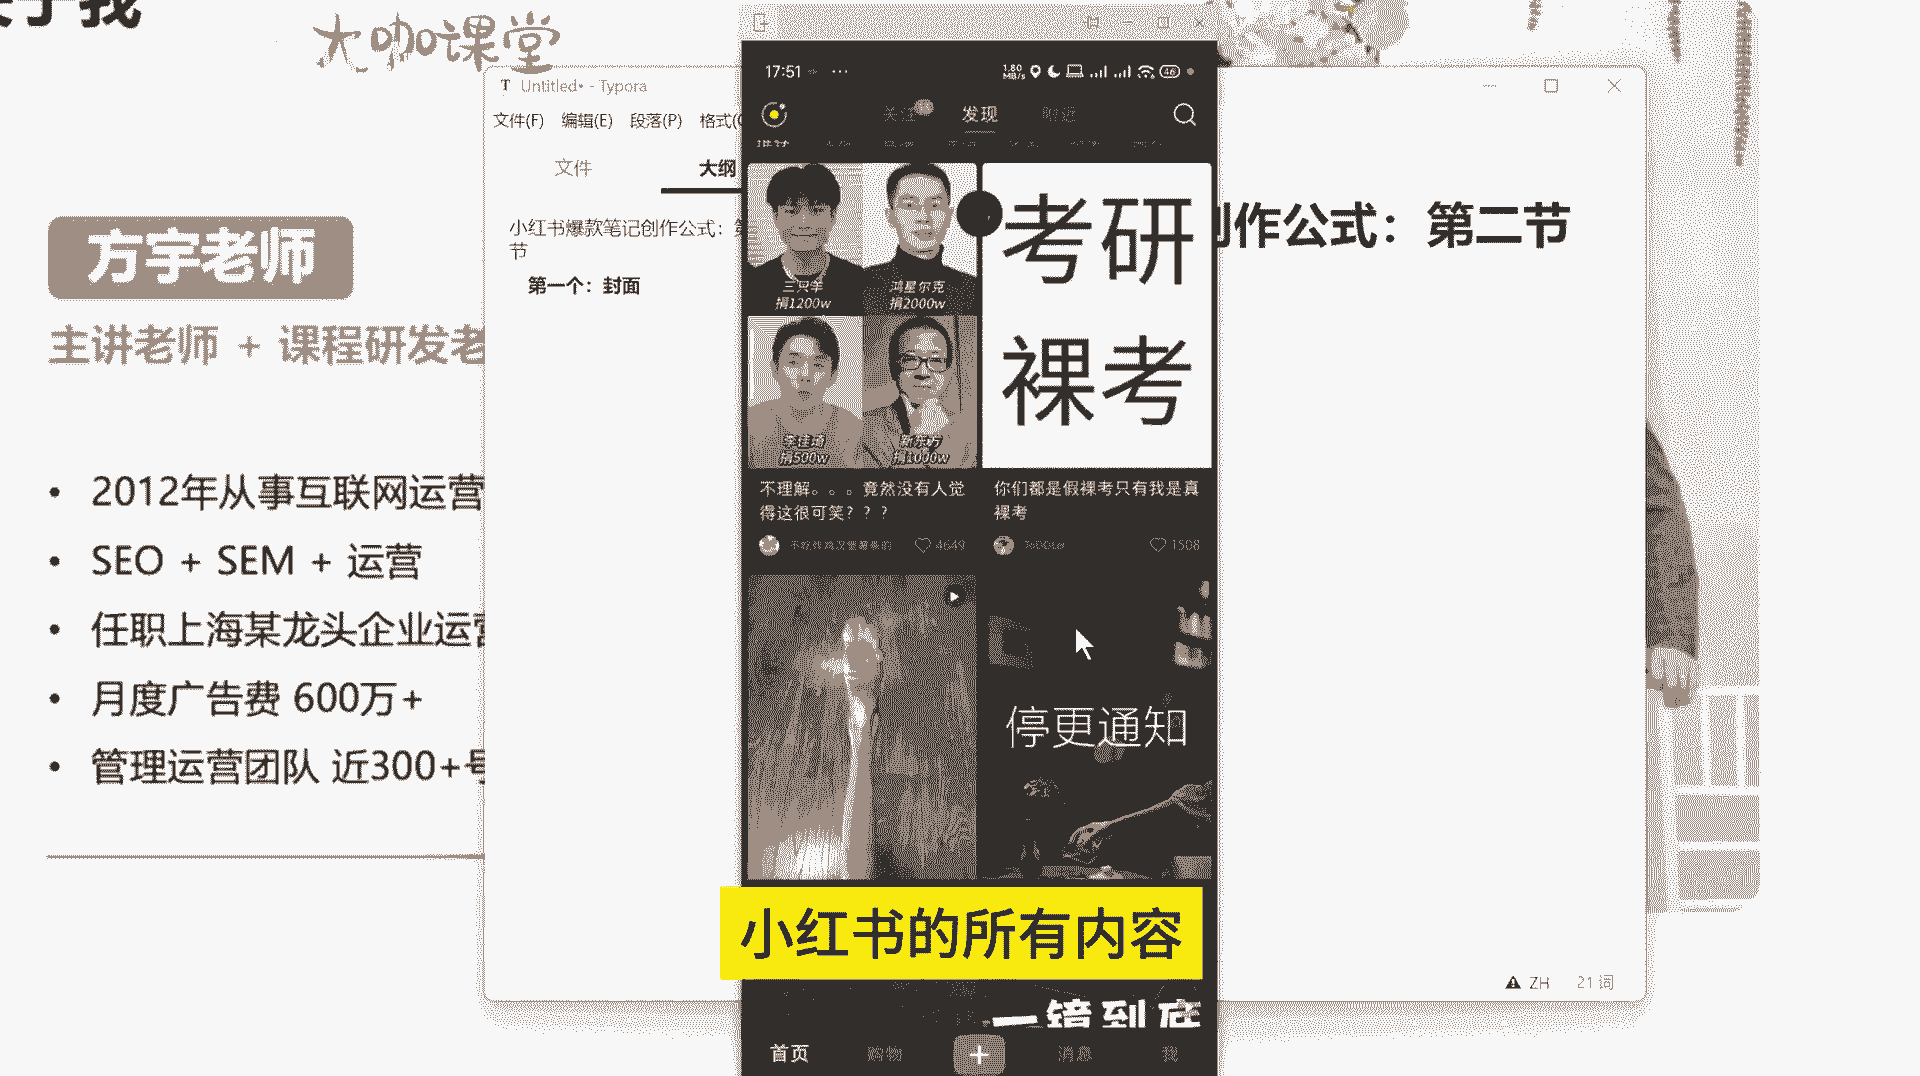 大咖课堂
方宇老师
主讲老师 + 课程研发老
• 2012年从事互联网运营
• SEO + SEM + 运营
• 任职上海某龙头企业运营
• 月度广告费 600万+
• 管理运营团队 近300+号
Untitled• - Typora
文件(F) 编辑(E) 段落(P) 格式(
文件
大纲
小红书爆款笔记创作公式：第
节
第一个：封面
创作公式：第二节
17:51
1.80
MB/s
46
关注
发现
附近
推荐
三只羊
捐1200w
鸿星尔克
捐2000w
李佳琦
捐500w
新东方
捐1000w
考研
裸考
不理解。。。竟然没有人觉
得这很可笑？？？
4649
你们都是假裸考只有我是真
裸考
1508
停更通知
小红书的所有内容
一错到底
首页
购物
消息
我
ZH
21 词